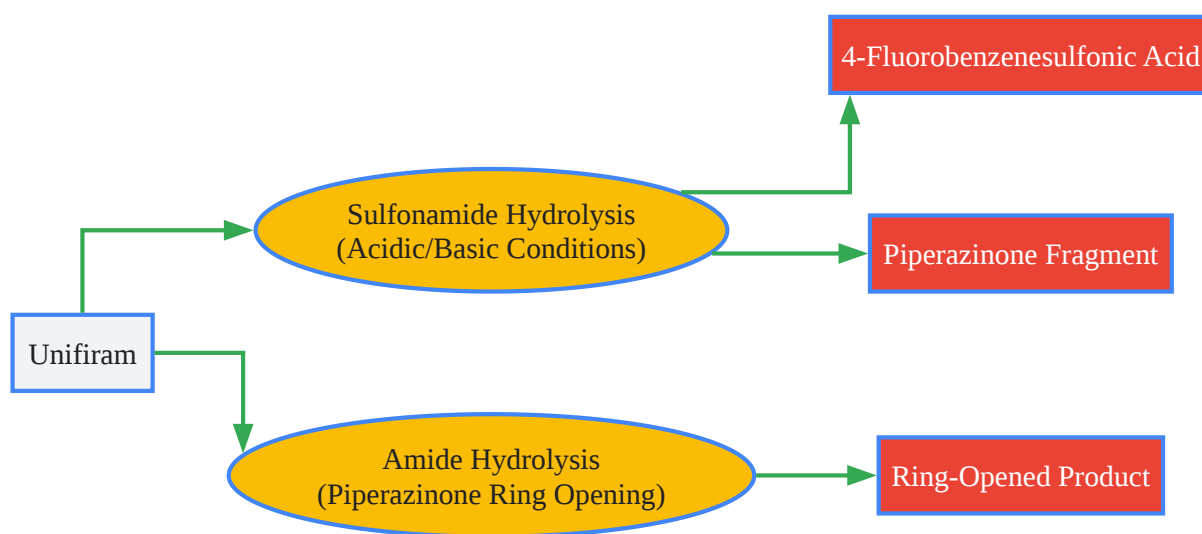 4-Fluorobenzenesulfonic Acid
Sulfonamide Hydrolysis
(Acidic/Basic Conditions)
Piperazinone Fragment
Unifiram
Amide Hydrolysis
(Piperazinone Ring Opening)
Ring-Opened Product